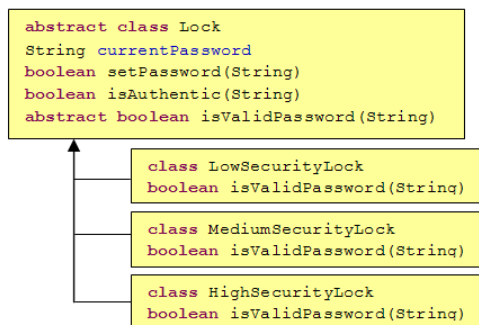 abstract class Lock
String currentPassword
boolean setPassword(String)
boolean isAuthentic(String)
abstract boolean isValidPassword(String)
class LowSecurityLock
boolean isValidPassword(String)
class MediumSecurityLock
boolean isValidPassword(String)
class HighSecurityLock
boolean isValidPassword(String)